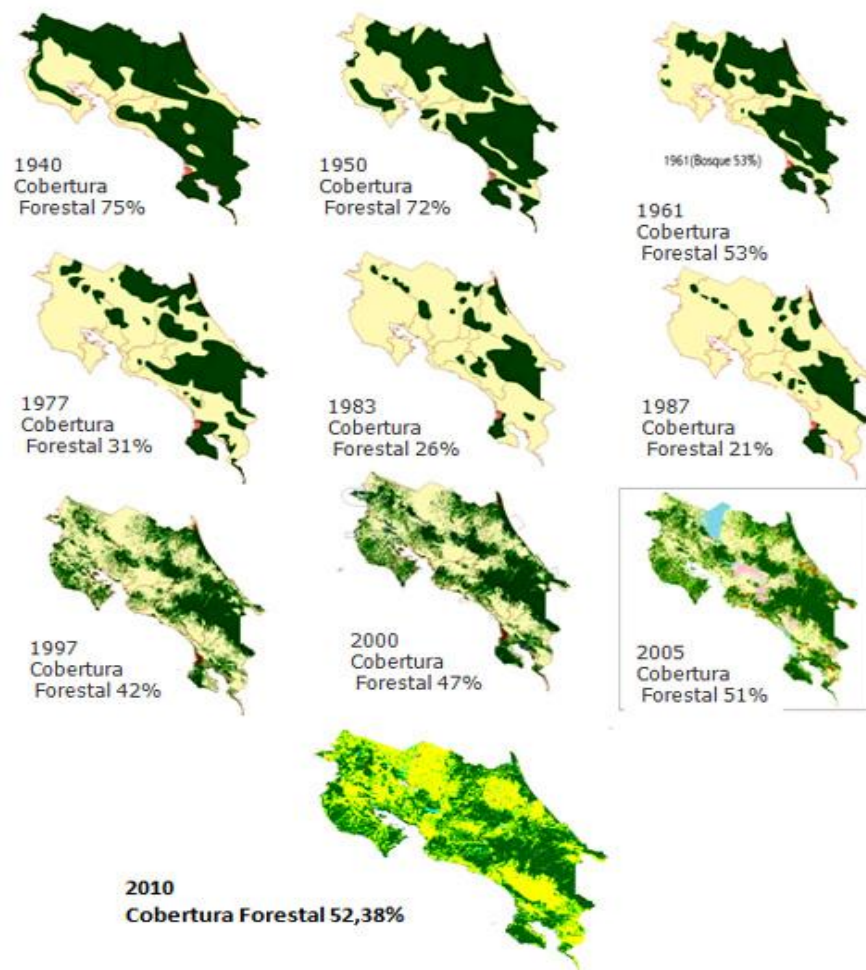 1940
Cobertura
Forestal 75%
1950
Cobertura
Forestal 72%
1961(Bosque 53%)
1961
Cobertura
Forestal 53%
1977
Cobertura
Forestal 31%
1983
Cobertura
Forestal 26%
1987
Cobertura
Forestal 21%
1997
Cobertura
Forestal 42%
2000
Cobertura
Forestal 47%
2005
Cobertura
Forestal 51%
2010
Cobertura Forestal 52,38%